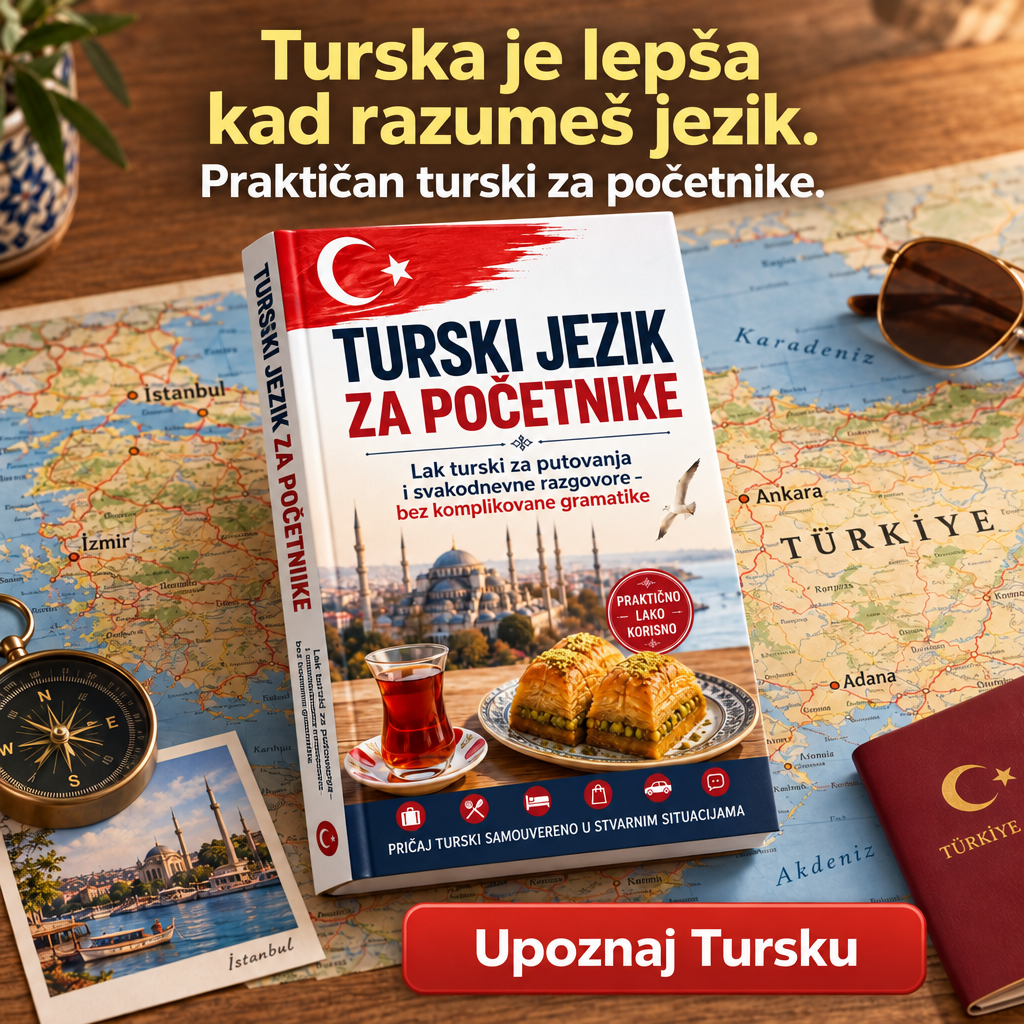 Turska je lepša
kad razumeš jezik.
Praktičan turski za početnike.
TURSKI JEZIK ZA POČETNIKE
TURSKI JEZIK
ZA POČETNIKE
Lak turski za putovanja
i svakodnevne razgovore –
bez komplikovane gramatike
PRAKTIČNO
LAKO
KORISNO
PRIČAJ TURSKI SAMOUVERENO U STVARNIM SITUACIJAMA
İstanbul
Karadeniz
Ankara
TÜRKİYE
İzmir
Adana
Akdeniz
N
E
S
W
İstanbul
TÜRKİYE
Upoznaj Tursku